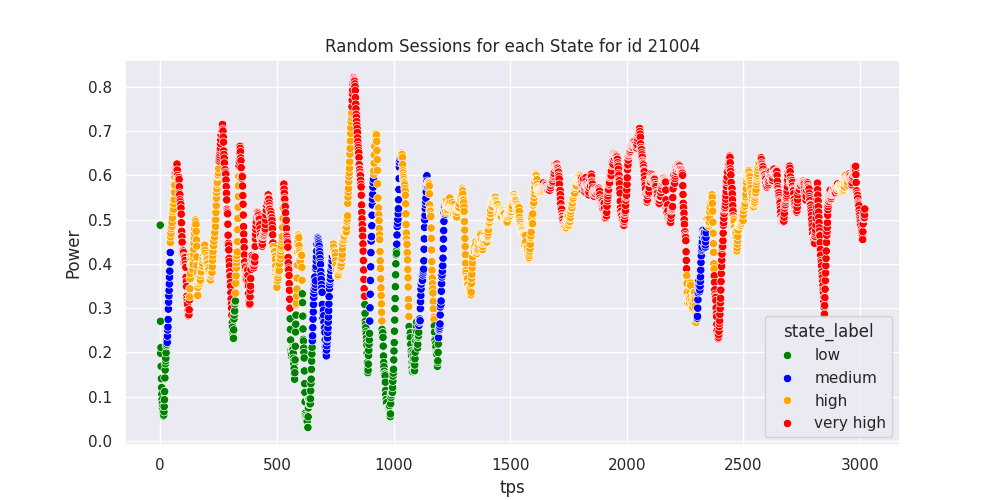 Random Sessions for each State for id 21004
Power
0.8
0.7
0.6
0.5
0.4
0.3
0.2
0.1
0.0
0
500
1000
1500
2000
2500
3000
tps
state_label
low
medium
high
very high